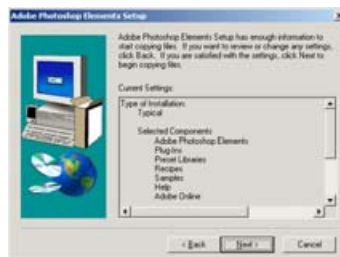 Adobe Photoshop Elements Setup
Adobe Photoshop Elements Setup has enough information to
start copying files. If you want to review or change any settings,
click Back. If you are satisfied with the settings, click Next to
begin copying files.
Current Settings:
Type of Installation:
Typical
Selected Components
Adobe Photoshop Elements
Plug-Ins
Preset Libraries
Recipes
Samples
Help
Adobe Online
< Back
Next >
Cancel